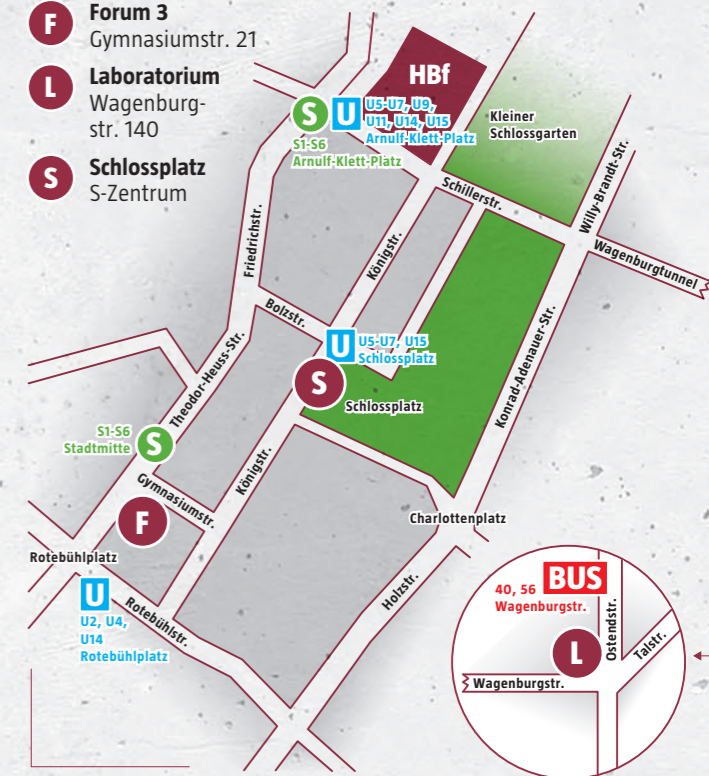 F
Forum 3
Gymnasiumstr. 21
L
Laboratorium
Wagenburg-
str. 140
S
Schlossplatz
S-Zentrum
HBf
S
U
U5-U7, U9,
U11, U14, U15
Arnulf-Klett-Platz
S1-S6
Arnulf-Klett-Platz
Kleiner
Schlossgarten
Schillerstr.
Willy-Brandt-Str.
Wagenburgtunnel
Friedrichstr.
Königstr.
Bolzstr.
U
U5-U7, U15
Schlossplatz
S
Schlossplatz
Konrad-Adenauer-Str.
Theodor-Heuss-Str.
S1-S6
Stadtmitte
S
Königstr.
Gymnasiumstr.
F
Charlottenplatz
Rotebühlplatz
U
U2, U4,
U14
Rotebühlplatz
Rotebühlstr.
Holzstr.
40, 56
BUS
Wagenburgstr.
Ostendstr.
L
Talstr.
Wagenburgstr.